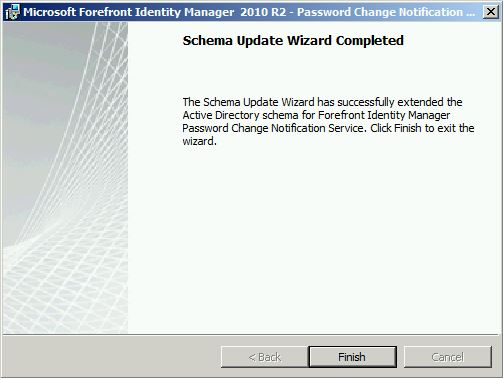 Microsoft Forefront Identity Manager 2010 R2 - Password Change Notification ...
Schema Update Wizard Completed
The Schema Update Wizard has successfully extended the
Active Directory schema for Forefront Identity Manager
Password Change Notification Service. Click Finish to exit the
wizard.
< Back
Finish
Cancel